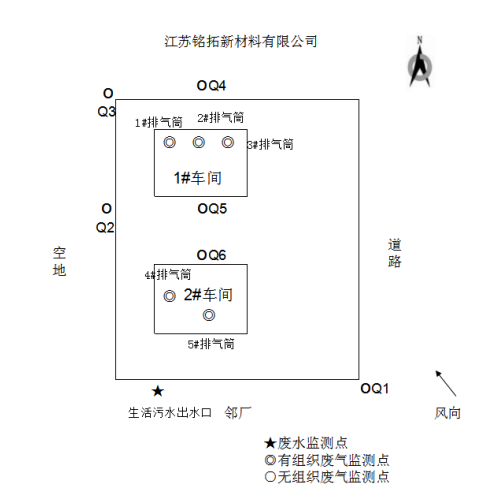 江苏铭拓新材料有限公司
N
OQ4
O
Q3
1#排气筒
2#排气筒
3#排气筒
◎ ◎ ◎
1#车间
O
Q2
OQ5
空地
道路
OQ6
4#排气筒
◎ 2#车间
◎
5#排气筒
OQ1
★
生活污水出水口 邻厂
风向
★废水监测点
◎有组织废气监测点
○无组织废气监测点